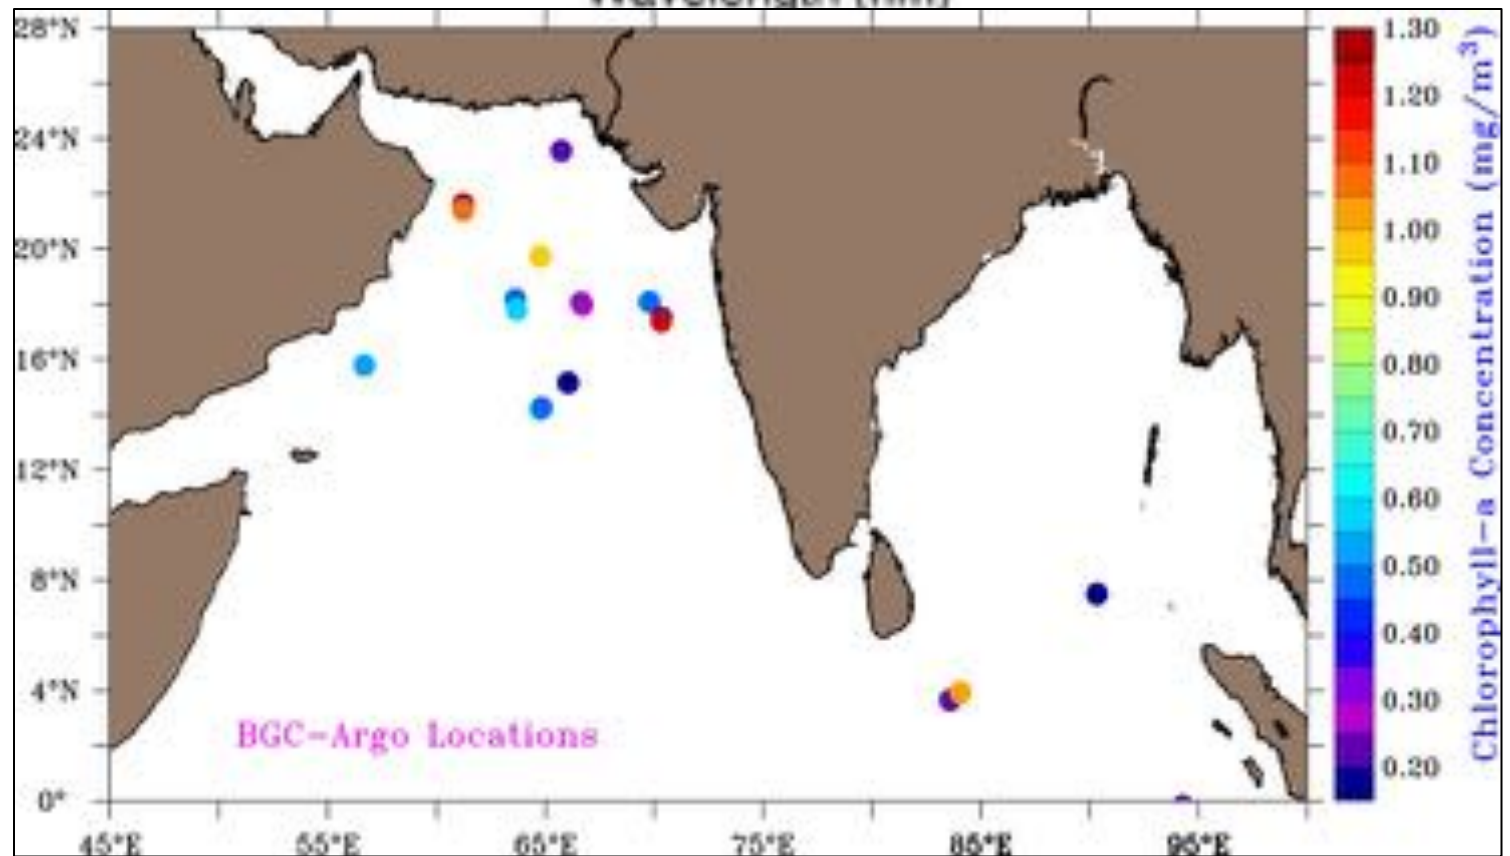 Wavelength [nm]
28°N
24°N
20°N
16°N
12°N
8°N
4°N
0°
45°E 55°E 65°E 75°E 85°E 95°E
BGC-Argo Locations
1.30
1.20
1.10
1.00
0.90
0.80
0.70
0.60
0.50
0.40
0.30
0.20
Chlorophyll-a Concentration (mg/m³)